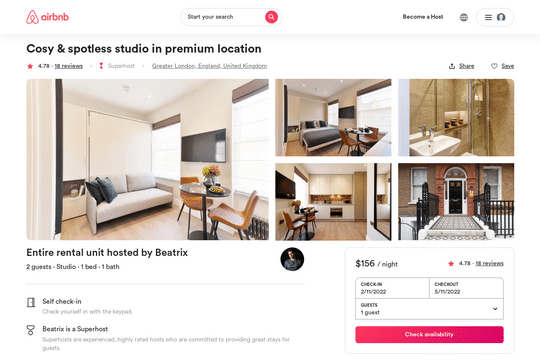 airbnb
Start your search
Become a Host
Cosy & spotless studio in premium location
4.78 · 18 reviews · Superhost · Greater London, England, United Kingdom
Share
Save
Entire rental unit hosted by Beatrix
2 guests · Studio · 1 bed · 1 bath
Self check-in
Check yourself in with the keypad.
Beatrix is a Superhost
Superhosts are experienced, highly rated hosts who are committed to providing great stays for
guests.
$156 / night
4.78 · 18 reviews
CHECK-IN
2/11/2022
CHECKOUT
5/11/2022
GUESTS
1 guest
Check availability